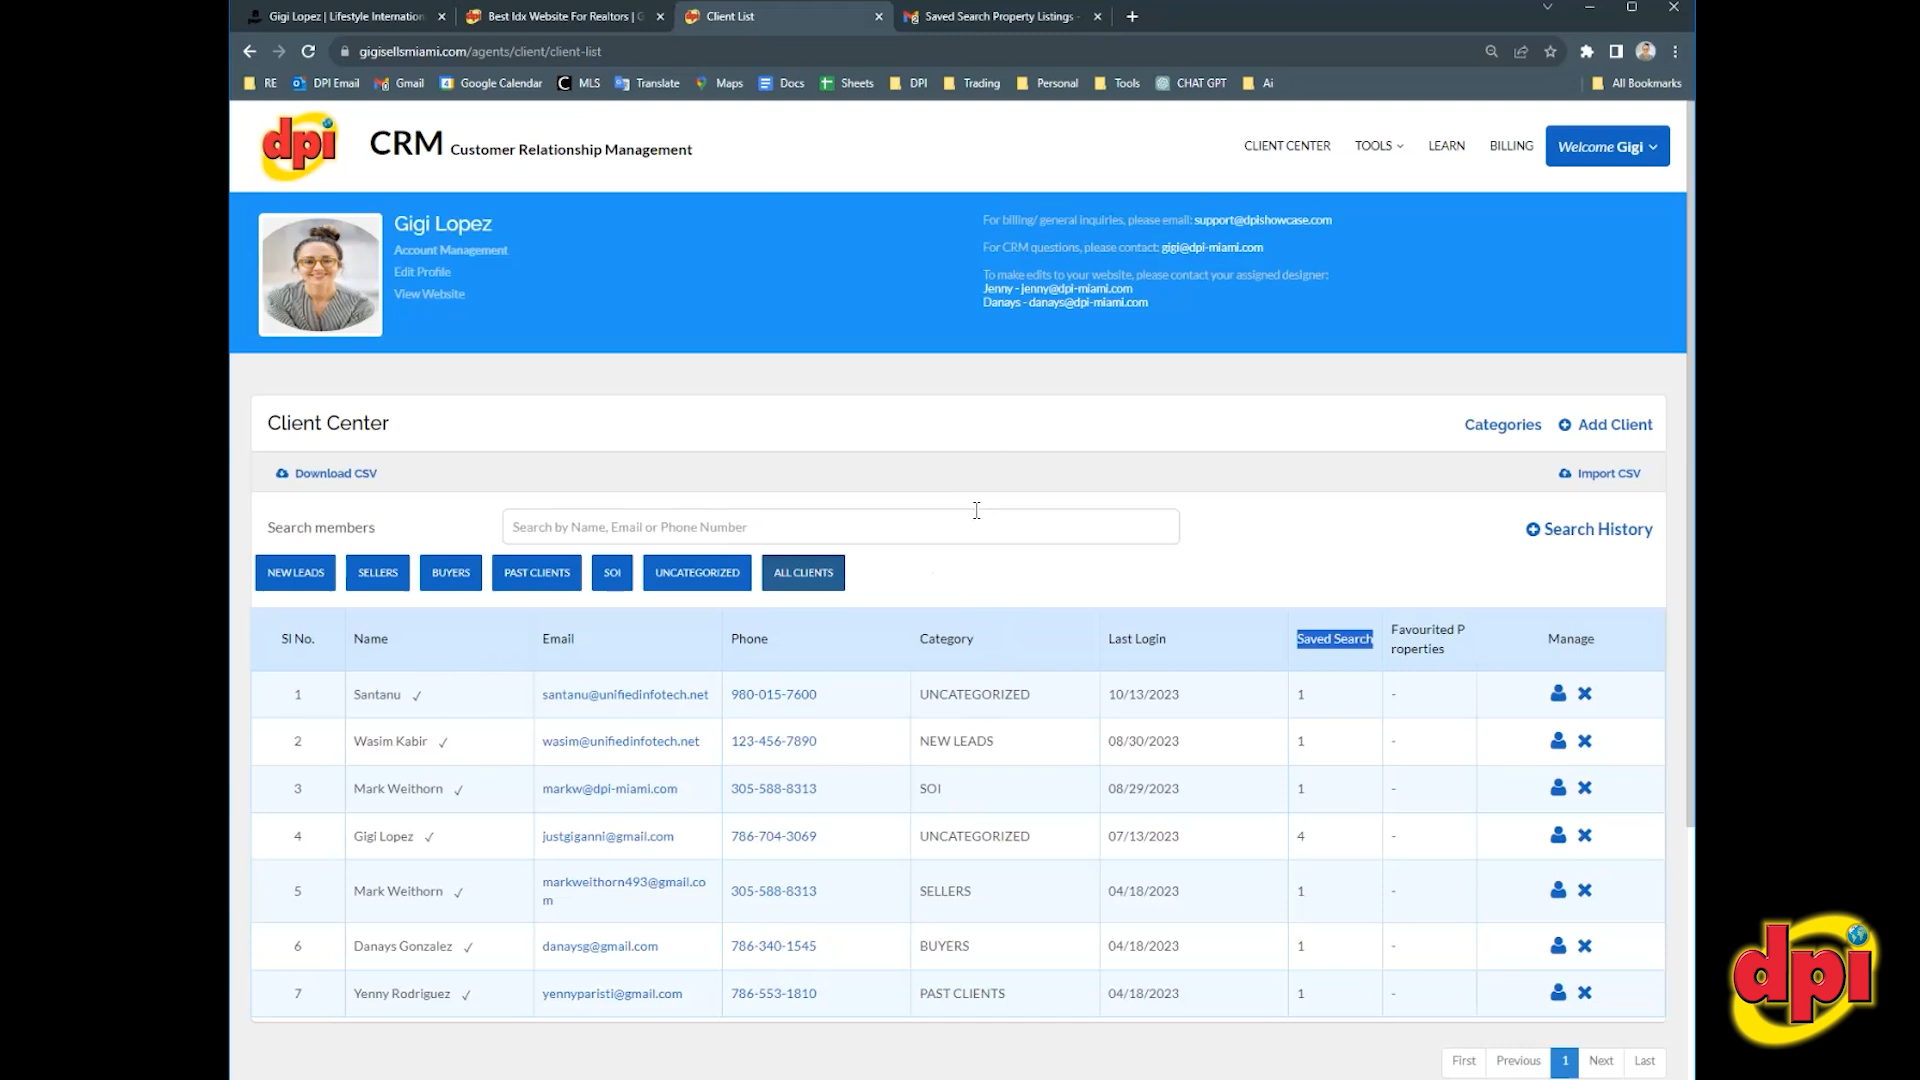 Gigi Lopez | Lifestyle Internation
Best Idx Website For Realtors | G
Client List
Saved Search Property Listings -
gigisellsmiami.com/agents/client/client-list
RE
DPI Email
Gmail
Google Calendar
MLS
Translate
Maps
Docs
Sheets
DPI
Trading
Personal
Tools
CHAT GPT
Ai
All Bookmarks
dpi
CRM Customer Relationship Management
CLIENT CENTER
TOOLS
LEARN
BILLING
Welcome Gigi
Gigi Lopez
Account Management
Edit Profile
View Website
For billing/ general inquiries, please email: support@dpishowcase.com
For CRM questions, please contact: gigi@dpi-miami.com
To make edits to your website, please contact your assigned designer:
Jenny - jenny@dpi-miami.com
Danays - danays@dpi-miami.com
Client Center
Categories
Add Client
Download CSV
Import CSV
Search members
Search by Name, Email or Phone Number
Search History
NEW LEADS
SELLERS
BUYERS
PAST CLIENTS
SOI
UNCATEGORIZED
ALL CLIENTS
Sl No. Name Email Phone Category Last Login Saved Search Favourited P
roperties Manage
1 Santanu ✓ santanu@unifiedinfotech.net 980-015-7600 UNCATEGORIZED 10/13/2023 1 -
2 Wasim Kabir ✓ wasim@unifiedinfotech.net 123-456-7890 NEW LEADS 08/30/2023 1 -
3 Mark Weithorn ✓ markw@dpi-miami.com 305-588-8313 SOI 08/29/2023 1 -
4 Gigi Lopez ✓ justgiganni@gmail.com 786-704-3069 UNCATEGORIZED 07/13/2023 4 -
5 Mark Weithorn ✓ markweithorn493@gmail.co
m 305-588-8313 SELLERS 04/18/2023 1 -
6 Danays Gonzalez ✓ danaysg@gmail.com 786-340-1545 BUYERS 04/18/2023 1 -
7 Yenny Rodriguez ✓ yennyparisti@gmail.com 786-553-1810 PAST CLIENTS 04/18/2023 1 -
First Previous 1 Next Last
dpi